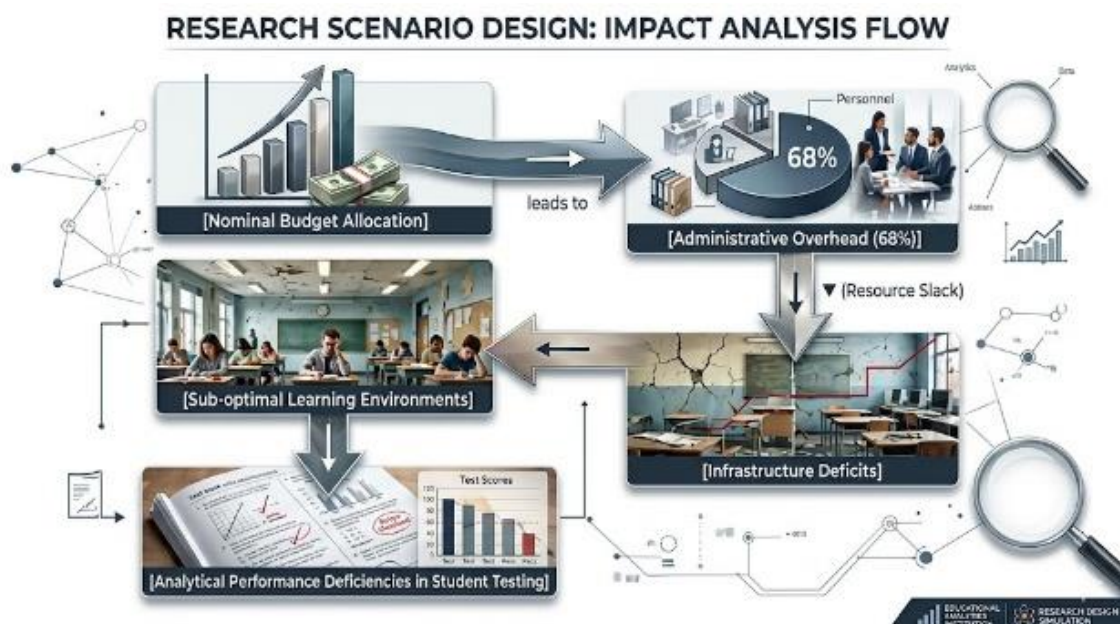 RESEARCH SCENARIO DESIGN: IMPACT ANALYSIS FLOW
Analytics
Data
Personnel
68%
leads to
[Nominal Budget Allocation]
[Administrative Overhead (68%)]
▼ (Resource Slack)
[Sub-optimal Learning Environments]
[Infrastructure Deficits]
Test Scores
120
[Analytical Performance Deficiencies in Student Testing]
EDUCATIONAL
ANALYTICS
RESEARCH DESIGN
SIMULATION